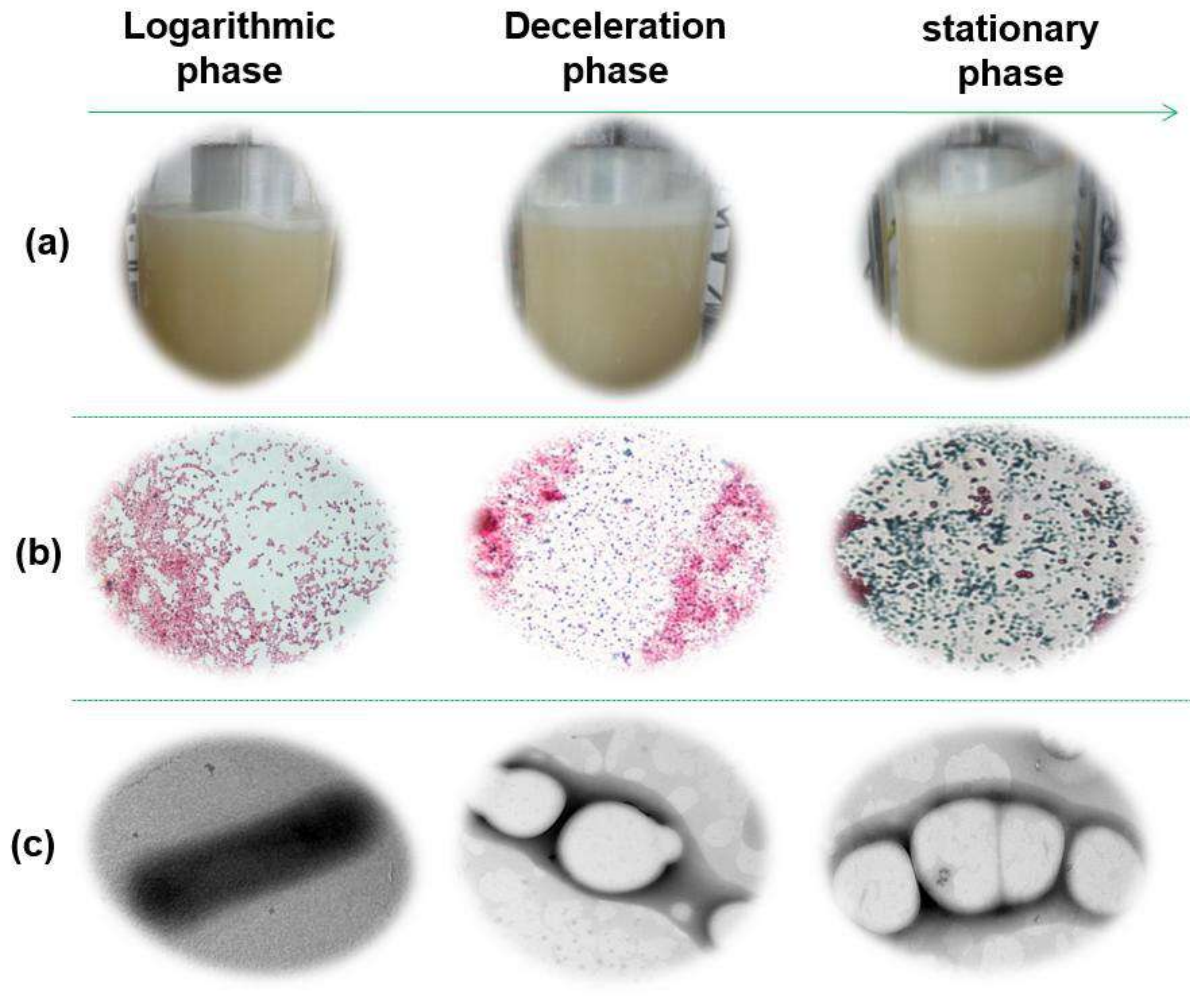 Logarithmic
phase
Deceleration
phase
stationary
phase
(a)
(b)
(c)